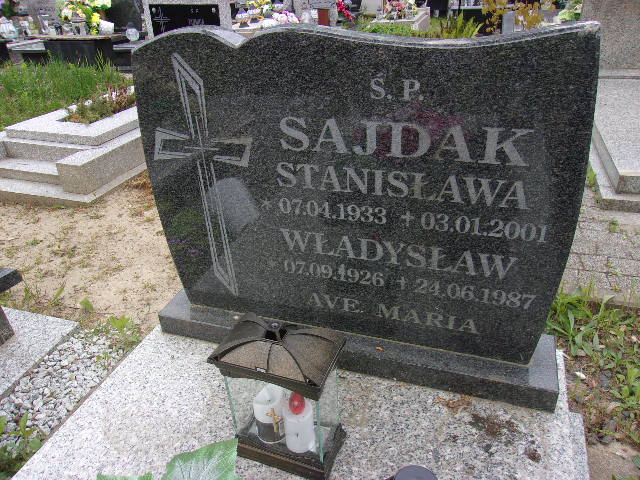 Ś. P.
SAJDAK
STANISŁAWA
* 07.04.1933 + 03.01.2001
WŁADYSŁAW
* 07.09.1926 + 24.06.1987
AVE MARIA